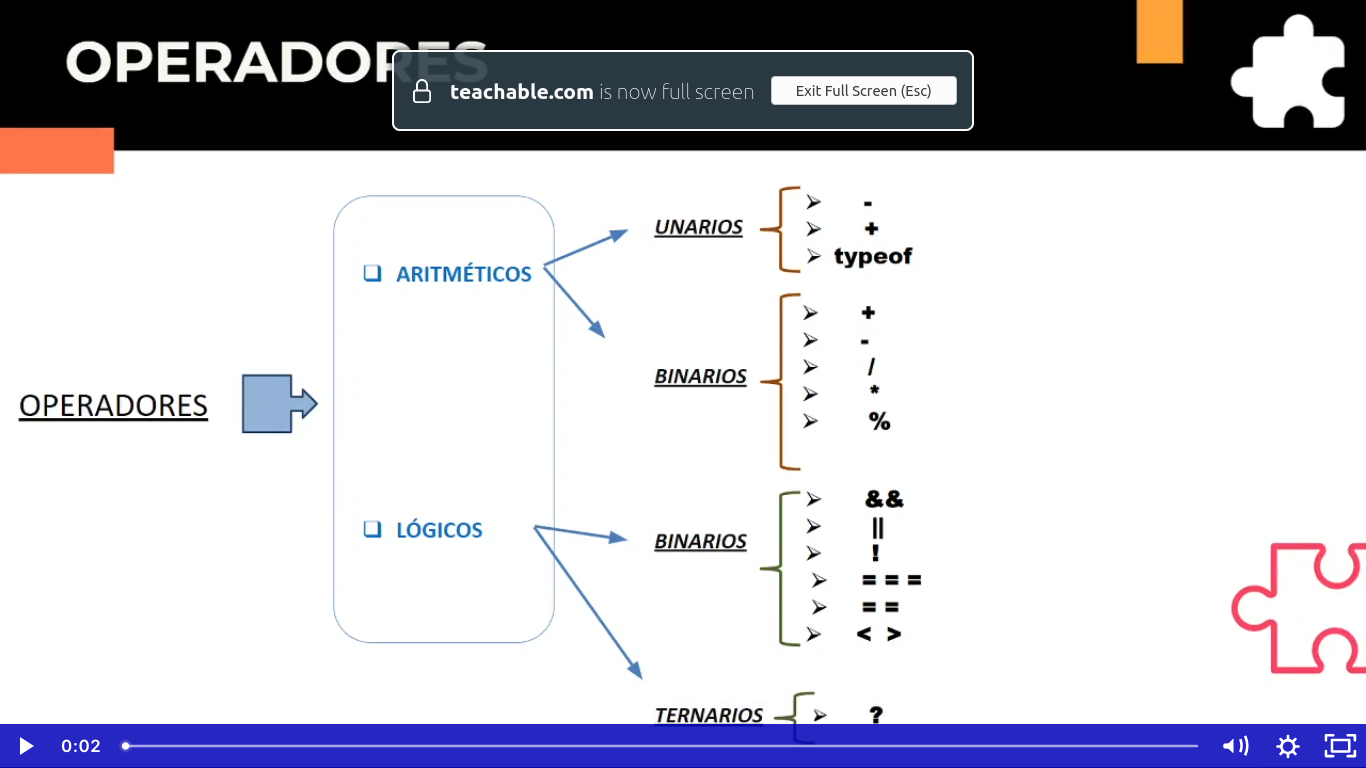 OPERADORES
teachable.com is now full screen
Exit Full Screen (Esc)
OPERADORES
❑ ARITMÉTICOS
UNARIOS
➢ -
➢ +
➢ typeof
BINARIOS
➢ +
➢ -
➢ /
➢ *
➢ %
❑ LÓGICOS
BINARIOS
➢ &&
➢ ||
➢ !
➢ = = =
➢ = =
➢ < >
TERNARIOS
➢ ?
0:02